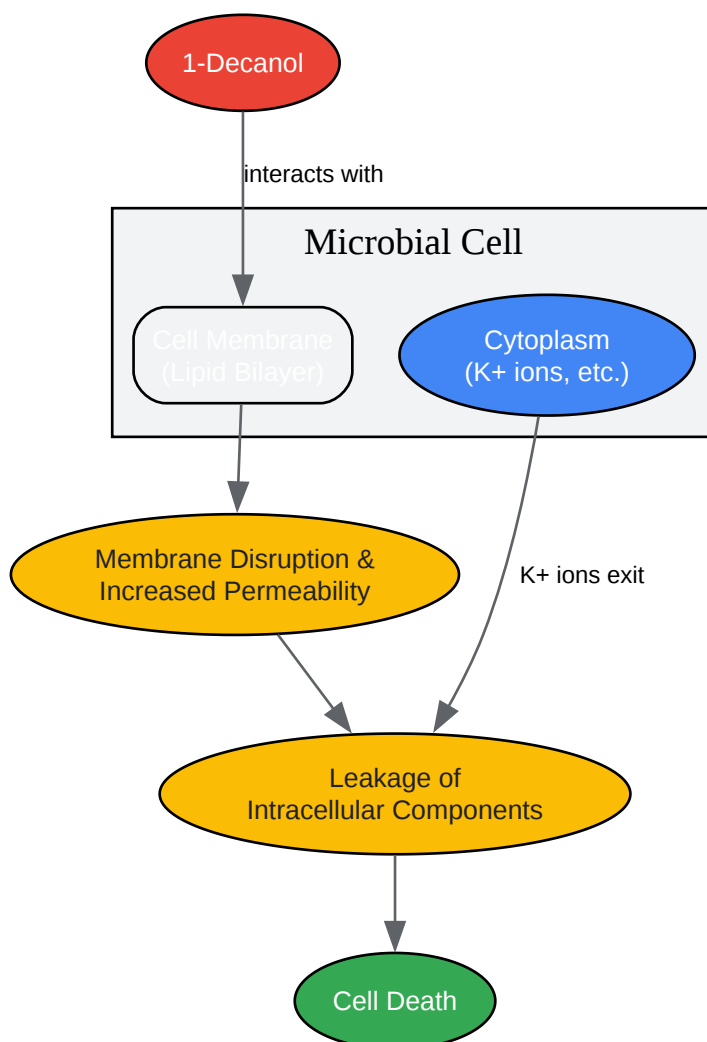 1-Decanol
interacts with
Microbial Cell
Cell Membrane
(Lipid Bilayer)
Cytoplasm
(K+ ions, etc.)
Membrane Disruption &
Increased Permeability
K+ ions exit
Leakage of
Intracellular Components
Cell Death